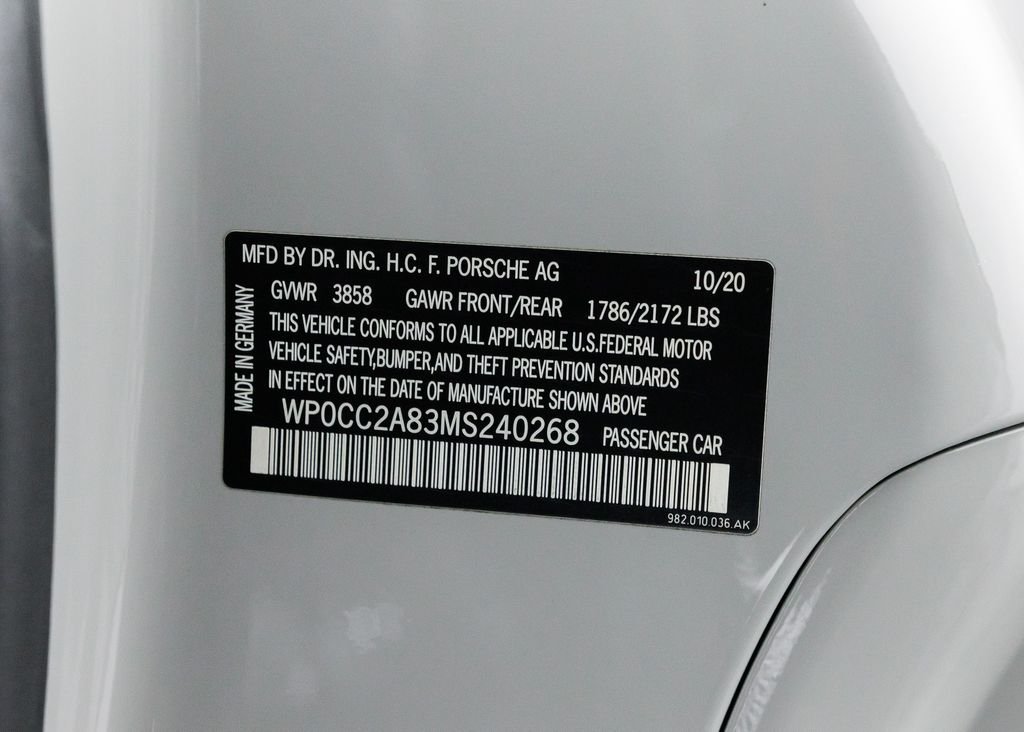 MFD BY DR. ING. H.C. F. PORSCHE AG 10/20
GVWR 3858 GAWR FRONT/REAR 1786/2172 LBS
THIS VEHICLE CONFORMS TO ALL APPLICABLE U.S.FEDERAL MOTOR
VEHICLE SAFETY,BUMPER,AND THEFT PREVENTION STANDARDS
IN EFFECT ON THE DATE OF MANUFACTURE SHOWN ABOVE
WP0CC2A83MS240268 PASSENGER CAR
982.010.036.AK
MADE IN GERMANY